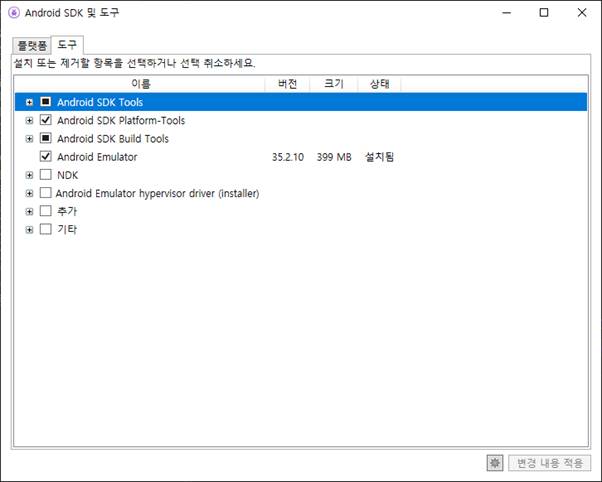 Android SDK 및 도구
플랫폼 도구
설치 또는 제거할 항목을 선택하거나 선택 취소하세요.
이름 버전 크기 상태
Android SDK Tools
Android SDK Platform-Tools
Android SDK Build Tools
Android Emulator 35.2.10 399 MB 설치됨
NDK
Android Emulator hypervisor driver (installer)
추가
기타
변경 내용 적용